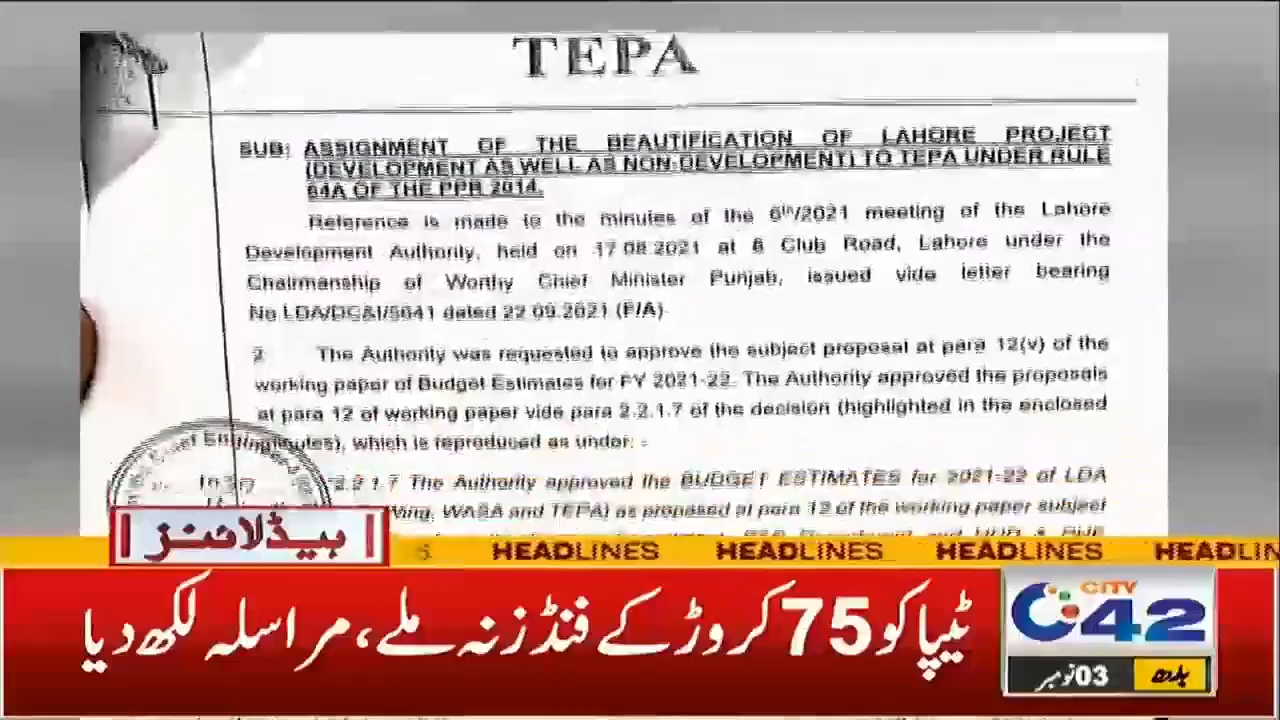 TEPA
SUB: ASSIGNMENT OF THE BEAUTIFICATION OF LAHORE PROJECT
(DEVELOPMENT AS WELL AS NON-DEVELOPMENT) TO TEPA UNDER RULE
64A OF THE PPR 2014.
Reference is made to the minutes of the 6th/2021 meeting of the Lahore
Development Authority, held on 17.08.2021 at 8 Club Road, Lahore under the
Chairmanship of Worthy Chief Minister Punjab, issued vide letter bearing
dated 22.09.2021 (F/A)
2 The Authority was requested to approve the subject proposal at para 12(v) of the
working paper of Budget Estimates for FY 2021-22. The Authority approved the proposals
at para 12 of working paper vide para 2.2.1.7 of the decision (highlighted in the enclosed
minutes), which is reproduced as under: -
2.2.1.7 The Authority approved the BUDGET ESTIMATES for 2021-22 of LDA
Wing, WASA and TEPA) as proposed at para 12 of the working paper subject
ہیڈلائنز
HEADLINES HEADLINES HEADLINES HEADLIN
ٹیپا کو 75 کروڑ کے فنڈز نہ ملے، مراسلہ لکھ دیا
CITY
42
بدھ 03 نومبر